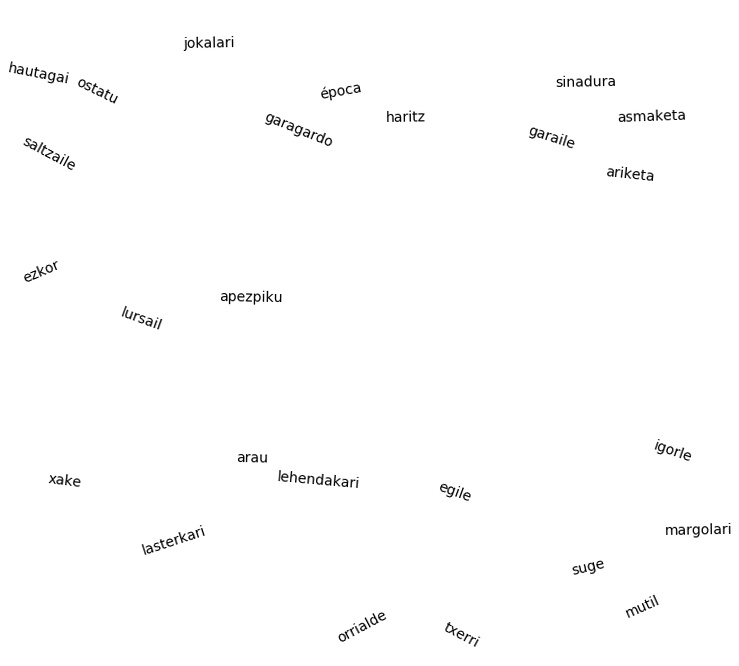 jokalari
hautagai
ostatu
época
sinadura
haritz
asmaketa
garagardo
garaile
saltzaile
ariketa
ezkor
apezpiku
lursail
igorle
arau
xake
lehendakari
egile
margolari
lasterkari
suge
mutil
orrialde
txerri